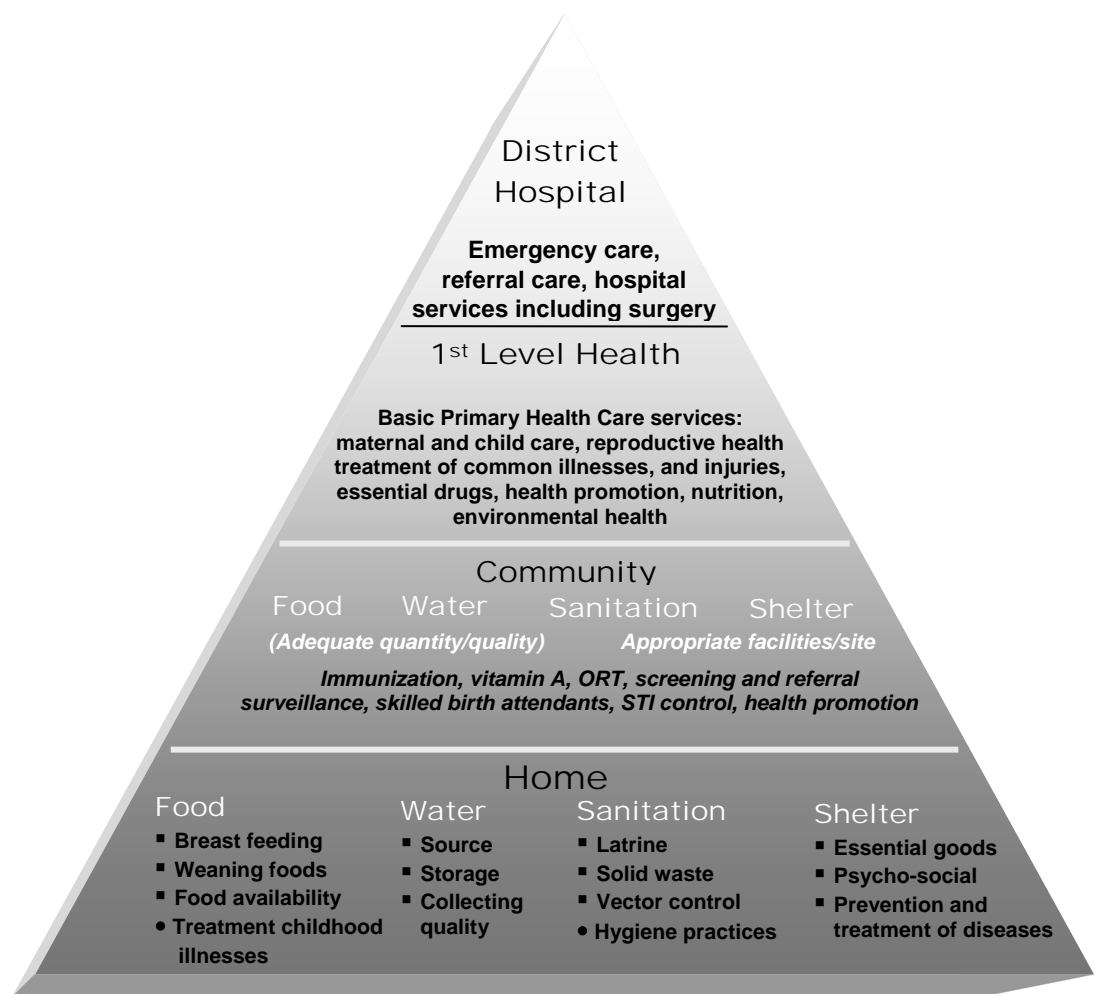 District
Hospital
Emergency care,
referral care, hospital
services including surgery
1st Level Health
Basic Primary Health Care services:
maternal and child care, reproductive health
treatment of common illnesses, and injuries,
essential drugs, health promotion, nutrition,
environmental health
Community
Food Water Sanitation Shelter
(Adequate quantity/quality) Appropriate facilities/site
Immunization, vitamin A, ORT, screening and referral
surveillance, skilled birth attendants, STI control, health promotion
Home
Food
▪ Breast feeding
▪ Weaning foods
▪ Food availability
• Treatment childhood
illnesses
Water
▪ Source
▪ Storage
▪ Collecting
quality
Sanitation
▪ Latrine
▪ Solid waste
▪ Vector control
• Hygiene practices
Shelter
▪ Essential goods
▪ Psycho-social
▪ Prevention and
treatment of diseases